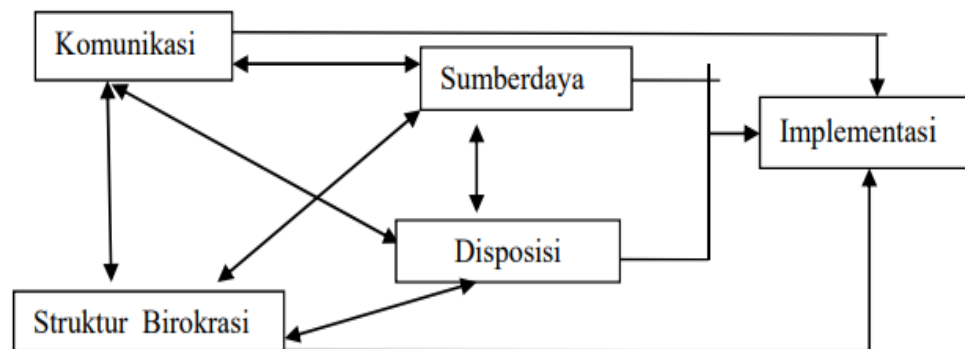 Komunikasi
Sumberdaya
Implementasi
Disposisi
Struktur Birokrasi